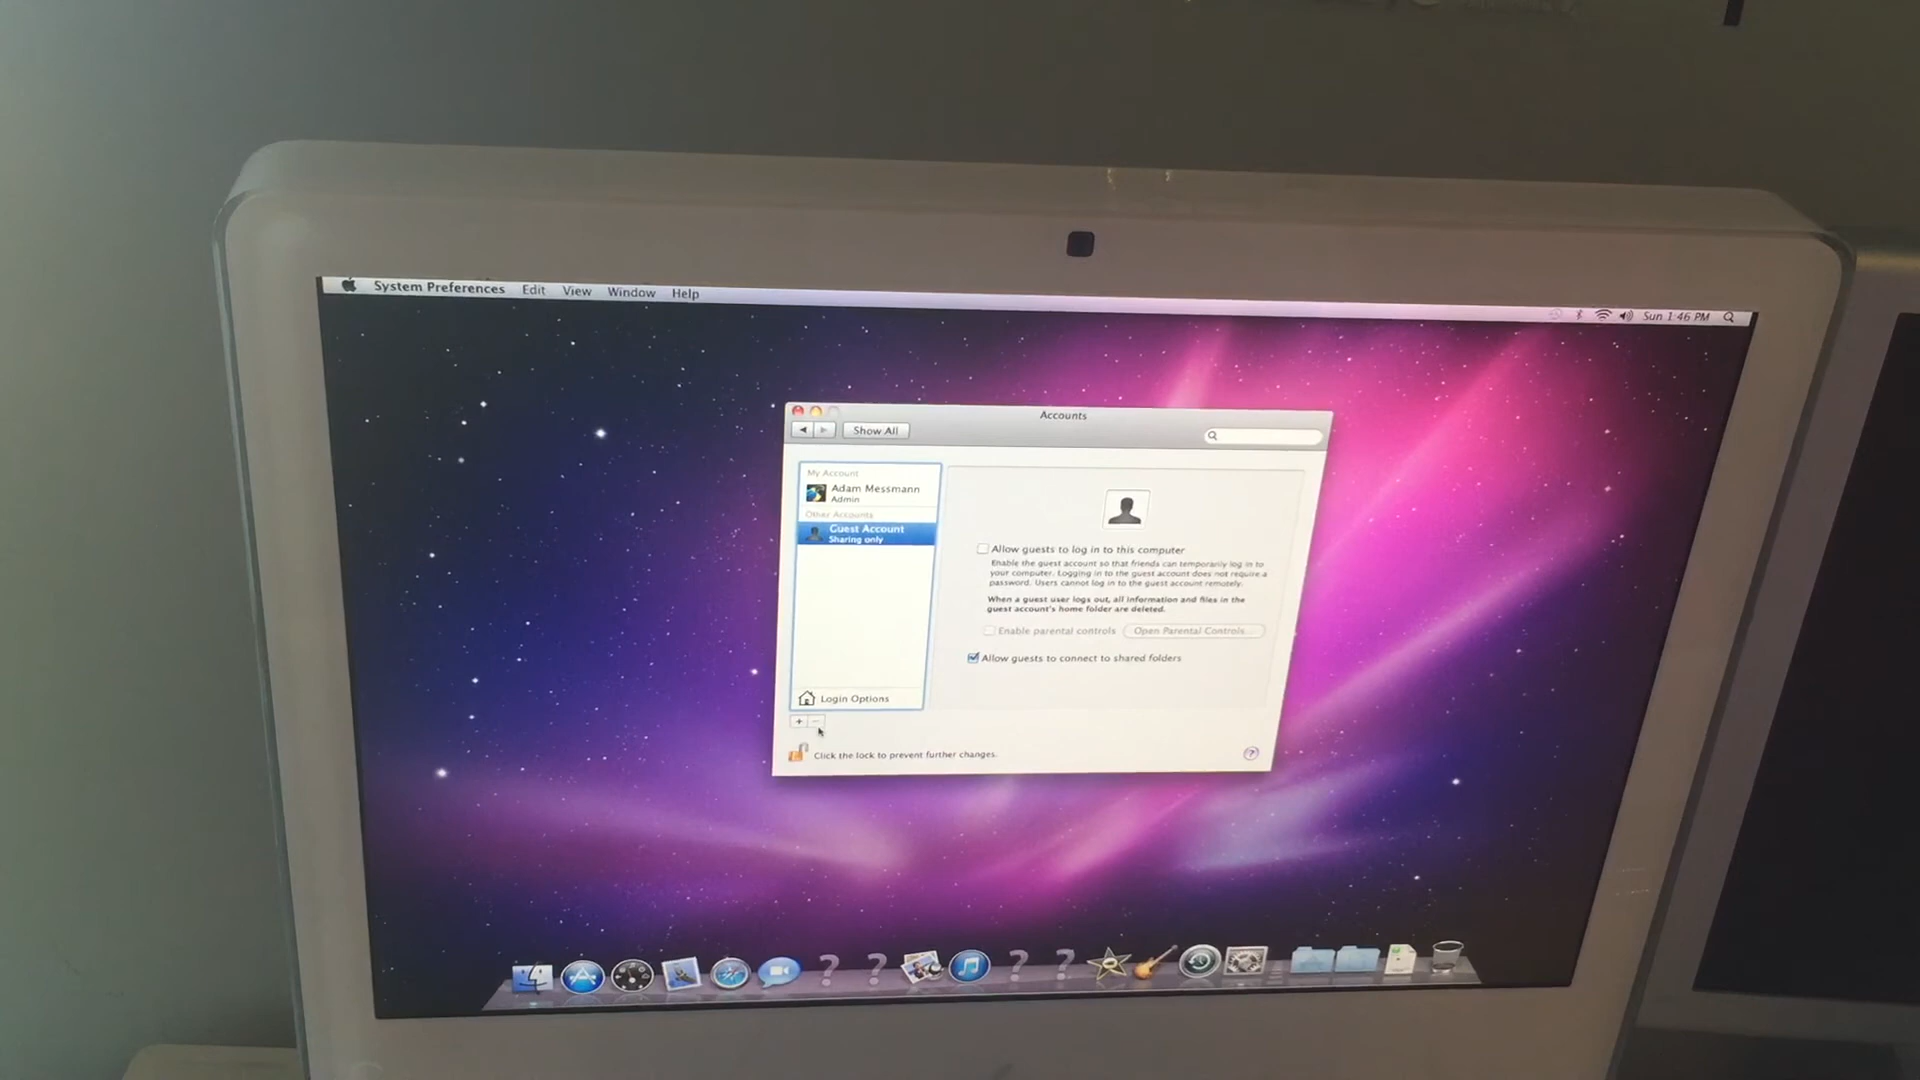 System Preferences Edit View Window Help
Sun 1:46 PM
Accounts
Show All
My Account
Adam Messmann
Admin
Other Accounts
Guest Account
Sharing only
Login Options
Allow guests to log in to this computer
Enable the guest account so that friends can temporarily log in to
your computer. Logging in to the guest account does not require a
password. Users cannot log in to the guest account remotely.
When a guest user logs out, all information and files in the
guest account's home folder are deleted.
Enable parental controls
Open Parental Controls...
Allow guests to connect to shared folders
Click the lock to prevent further changes.